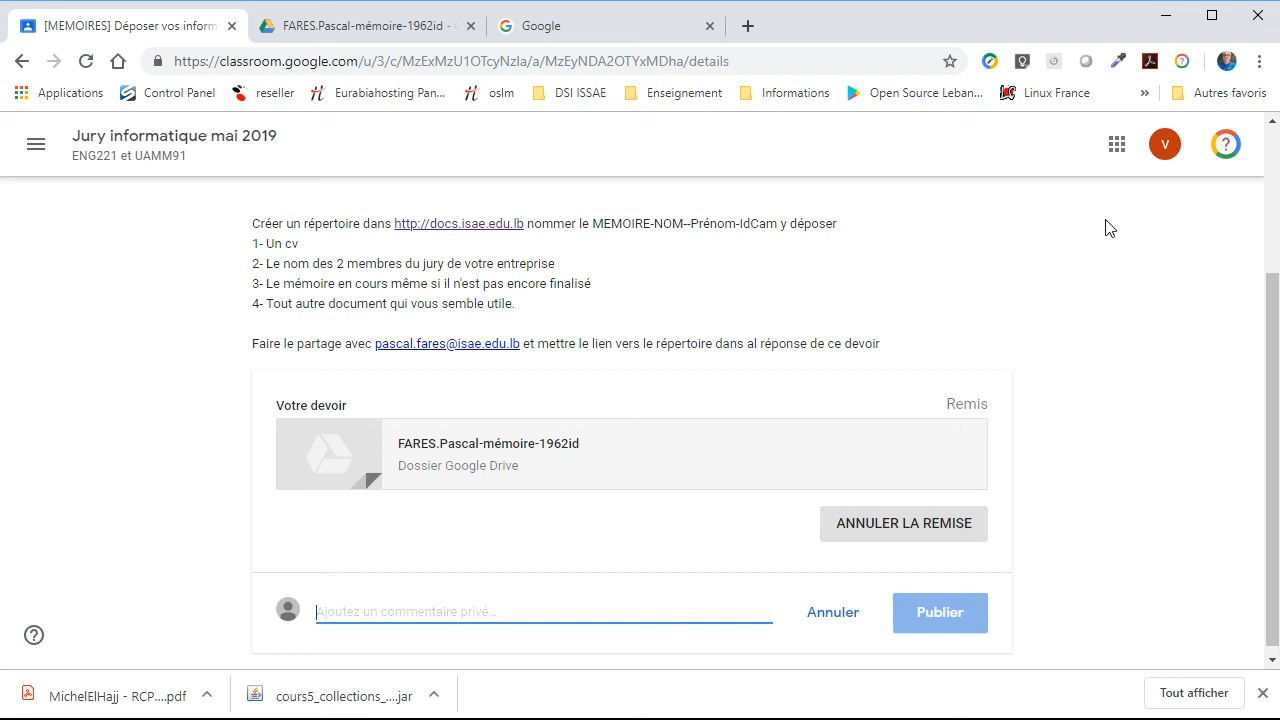 [MEMOIRES] Déposer vos inform
FARES.Pascal-mémoire-1962id -
Google
https://classroom.google.com/u/3/c/MzExMzU1OTcyNzla/a/MzEyNDA2OTYxMDha/details
Applications
Control Panel
reseller
Eurabiahosting Pan...
oslm
DSI ISSAE
Enseignement
Informations
Open Source Leban...
Linux France
»
Autres favoris
Jury informatique mai 2019
ENG221 et UAMM91
V
Créer un répertoire dans http://docs.isae.edu.lb nommer le MEMOIRE-NOM--Prénom-IdCam y déposer
1- Un cv
2- Le nom des 2 membres du jury de votre entreprise
3- Le mémoire en cours même si il n'est pas encore finalisé
4- Tout autre document qui vous semble utile.
Faire le partage avec pascal.fares@isae.edu.lb et mettre le lien vers le répertoire dans al réponse de ce devoir
Votre devoir
Remis
FARES.Pascal-mémoire-1962id
Dossier Google Drive
ANNULER LA REMISE
Ajoutez un commentaire privé...
Annuler
Publier
MichelElHajj - RCP....pdf
cours5_collections_....jar
Tout afficher